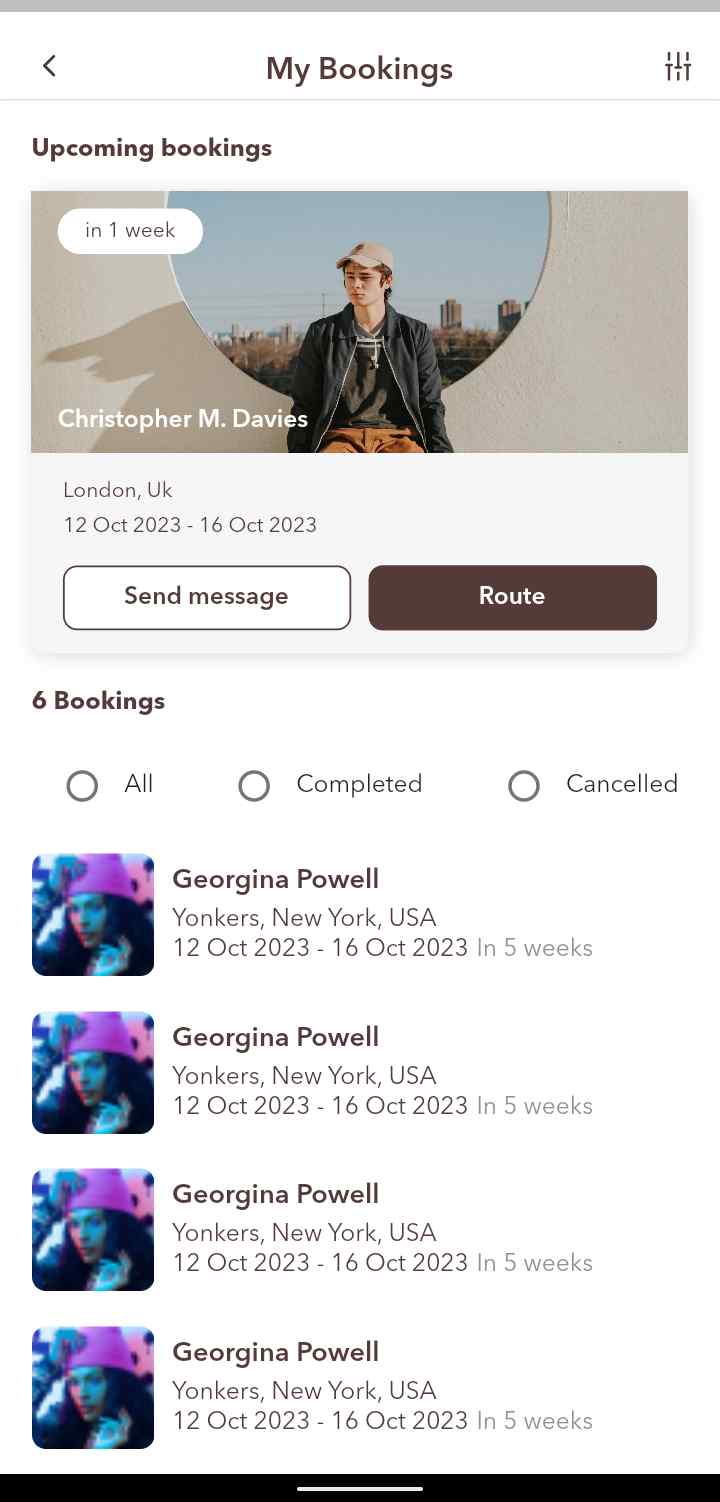 My Bookings
Upcoming bookings
in 1 week
Christopher M. Davies
London, Uk
12 Oct 2023 - 16 Oct 2023
Send message
Route
6 Bookings
All
Completed
Cancelled
Georgina Powell
Yonkers, New York, USA
12 Oct 2023 - 16 Oct 2023 In 5 weeks
Georgina Powell
Yonkers, New York, USA
12 Oct 2023 - 16 Oct 2023 In 5 weeks
Georgina Powell
Yonkers, New York, USA
12 Oct 2023 - 16 Oct 2023 In 5 weeks
Georgina Powell
Yonkers, New York, USA
12 Oct 2023 - 16 Oct 2023 In 5 weeks